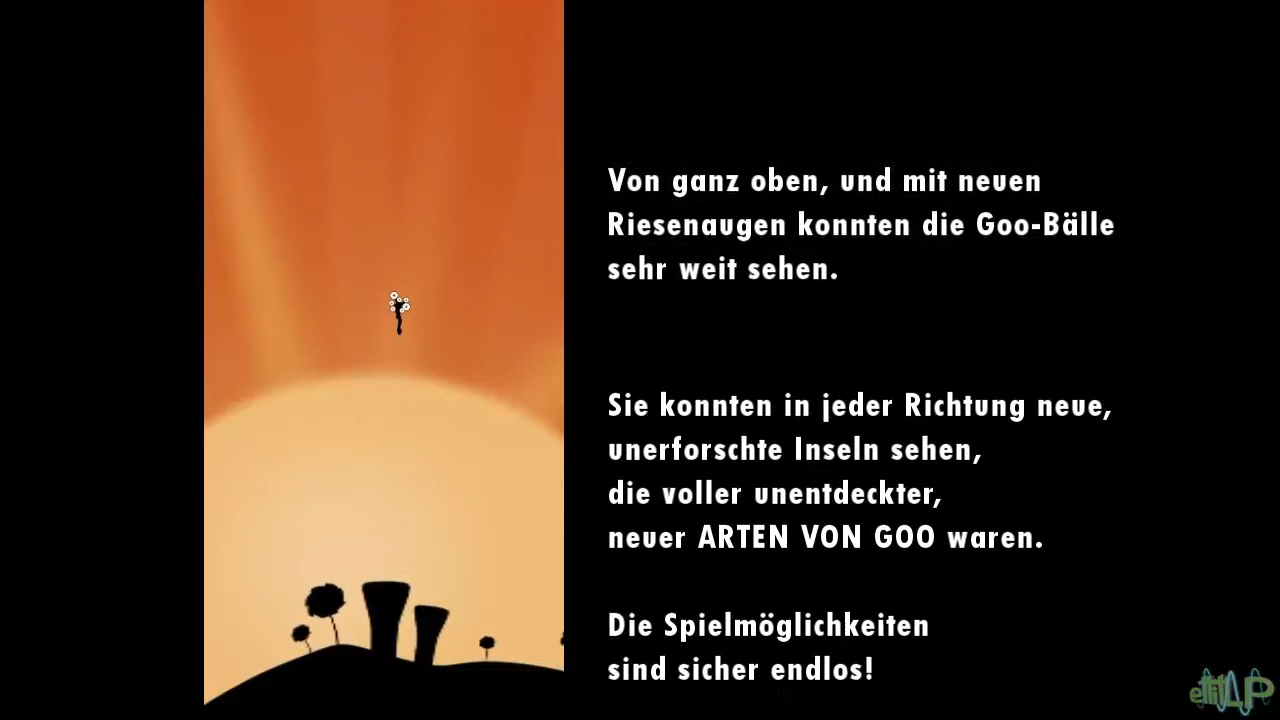 Von ganz oben, und mit neuen
Riesenaugen konnten die Goo-Bälle
sehr weit sehen.
Sie konnten in jeder Richtung neue,
unerforschte Inseln sehen,
die voller unentdeckter,
neuer ARTEN VON GOO waren.
Die Spielmöglichkeiten
sind sicher endlos!